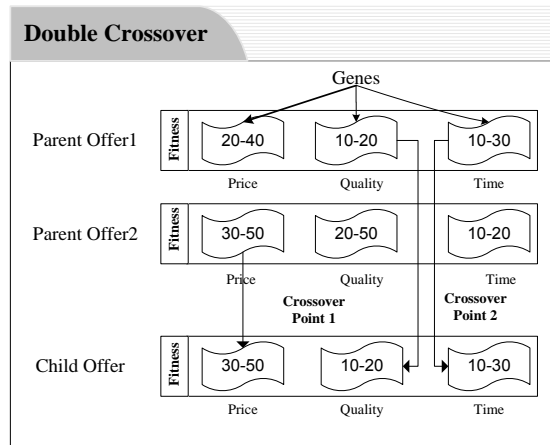 Double Crossover
Genes
Parent Offer1
Fitness
20-40
10-20
10-30
Price
Quality
Time
Parent Offer2
Fitness
30-50
20-50
10-20
Price
Quality
Time
Crossover
Point 1
Crossover
Point 2
Child Offer
Fitness
30-50
10-20
10-30
Price
Quality
Time